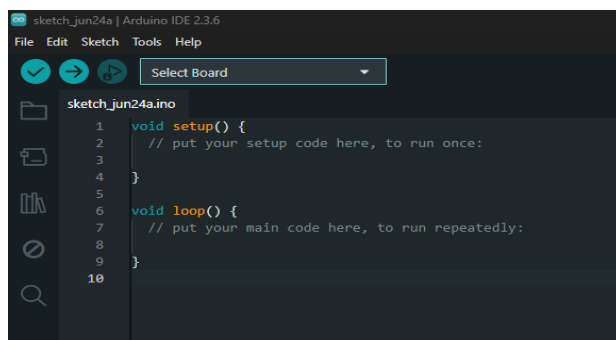 sketch_jun24a | Arduino IDE 2.3.6
File Edit Sketch Tools Help
Select Board
sketch_jun24a.ino
1 void setup() {
2 // put your setup code here, to run once:
3
4 }
5
6 void loop() {
7 // put your main code here, to run repeatedly:
8
9 }
10